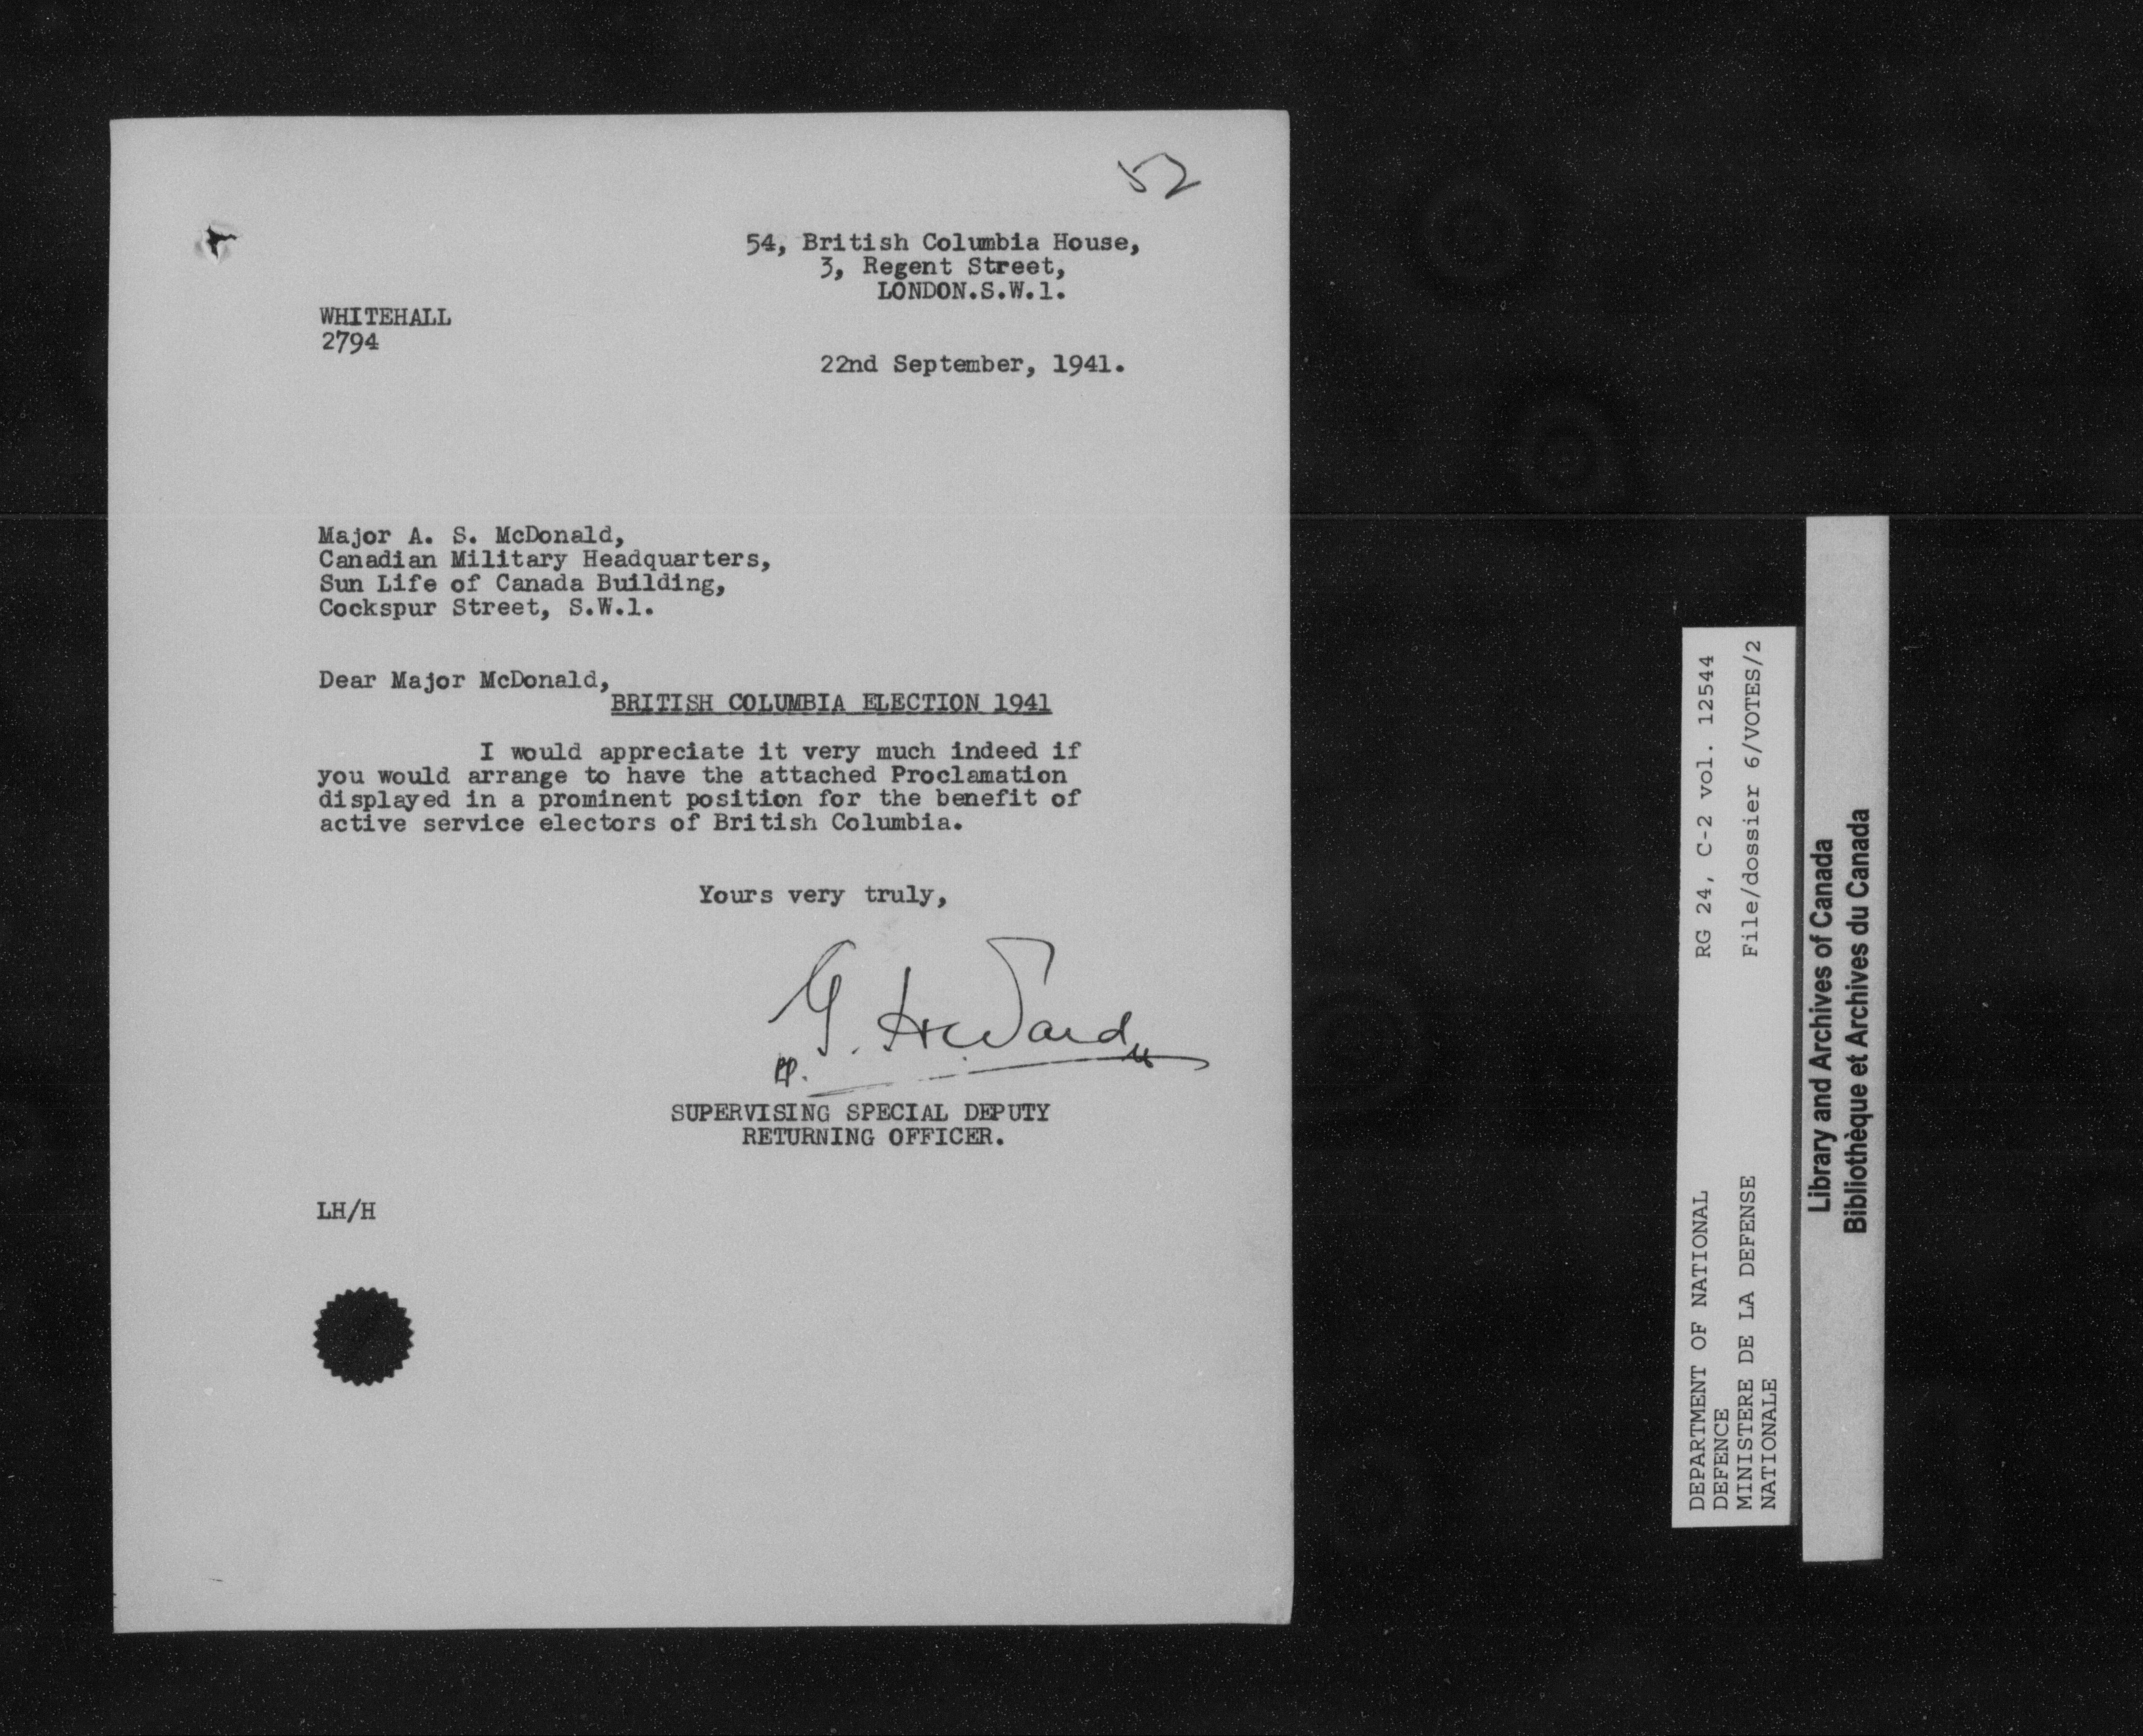 52
54, British Columbia House,
3, Regent Street,
LONDON.S.W.1.
WHITEHALL
2794
22nd September, 1941.
Major A. S. McDonald,
Canadian Military Headquarters,
Sun Life of Canada Building,
Cockspur Street, S.W.1.
Dear Major McDonald,
BRITISH COLUMBIA ELECTION 1941
I would appreciate it very much indeed if
you would arrange to have the attached Proclamation
displayed in a prominent position for the benefit of
active service electors of British Columbia.
Yours very truly,
G.
pp.
SUPERVISING SPECIAL DEPUTY
RETURNING OFFICER.
LH/H
DEPARTMENT OF NATIONAL
DEFENCE
MINISTERE DE LA DEFENSE
NATIONALE
RG 24, C-2 vol. 12544
File/dossier 6/VOTES/2
Library and Archives of Canada
Bibliothèque et Archives du Canada